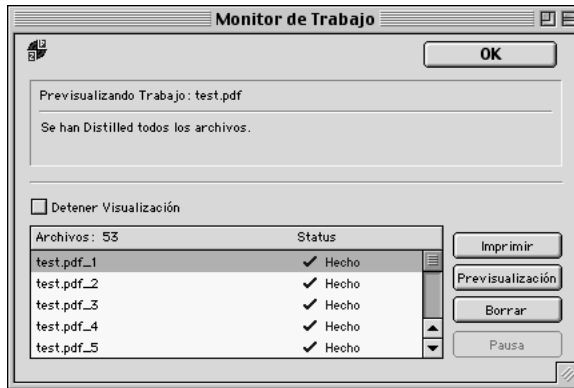 Monitor de Trabajo
OK
Previsualizando Trabajo: test.pdf
Se han Distilled todos los archivos.
Detener Visualización
Archivos: 53 Status
test.pdf_1 Hecho
test.pdf_2 Hecho
test.pdf_3 Hecho
test.pdf_4 Hecho
test.pdf_5 Hecho
Imprimir
Previsualización
Borrar
Pausa